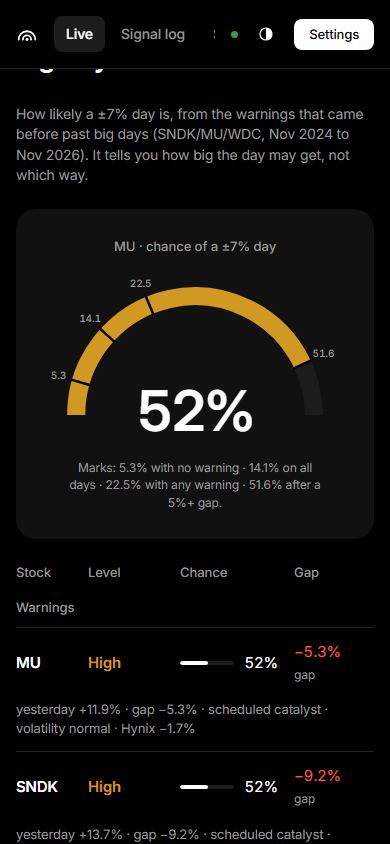 Live
Signal log
Settings
How likely a ±7% day is, from the warnings that came
before past big days (SNDK/MU/WDC, Nov 2024 to
Nov 2026). It tells you how big the day may get, not
which way.
MU · chance of a ±7% day
22.5
14.1
51.6
5.3
52%
Marks: 5.3% with no warning · 14.1% on all
days · 22.5% with any warning · 51.6% after a
5%+ gap.
Stock Level Chance Gap
Warnings
MU High 52% −5.3%
gap
yesterday +11.9% · gap −5.3% · scheduled catalyst ·
volatility normal · Hynix −1.7%
SNDK High 52% −9.2%
gap
yesterday +13.7% · gap −9.2% · scheduled catalyst ·